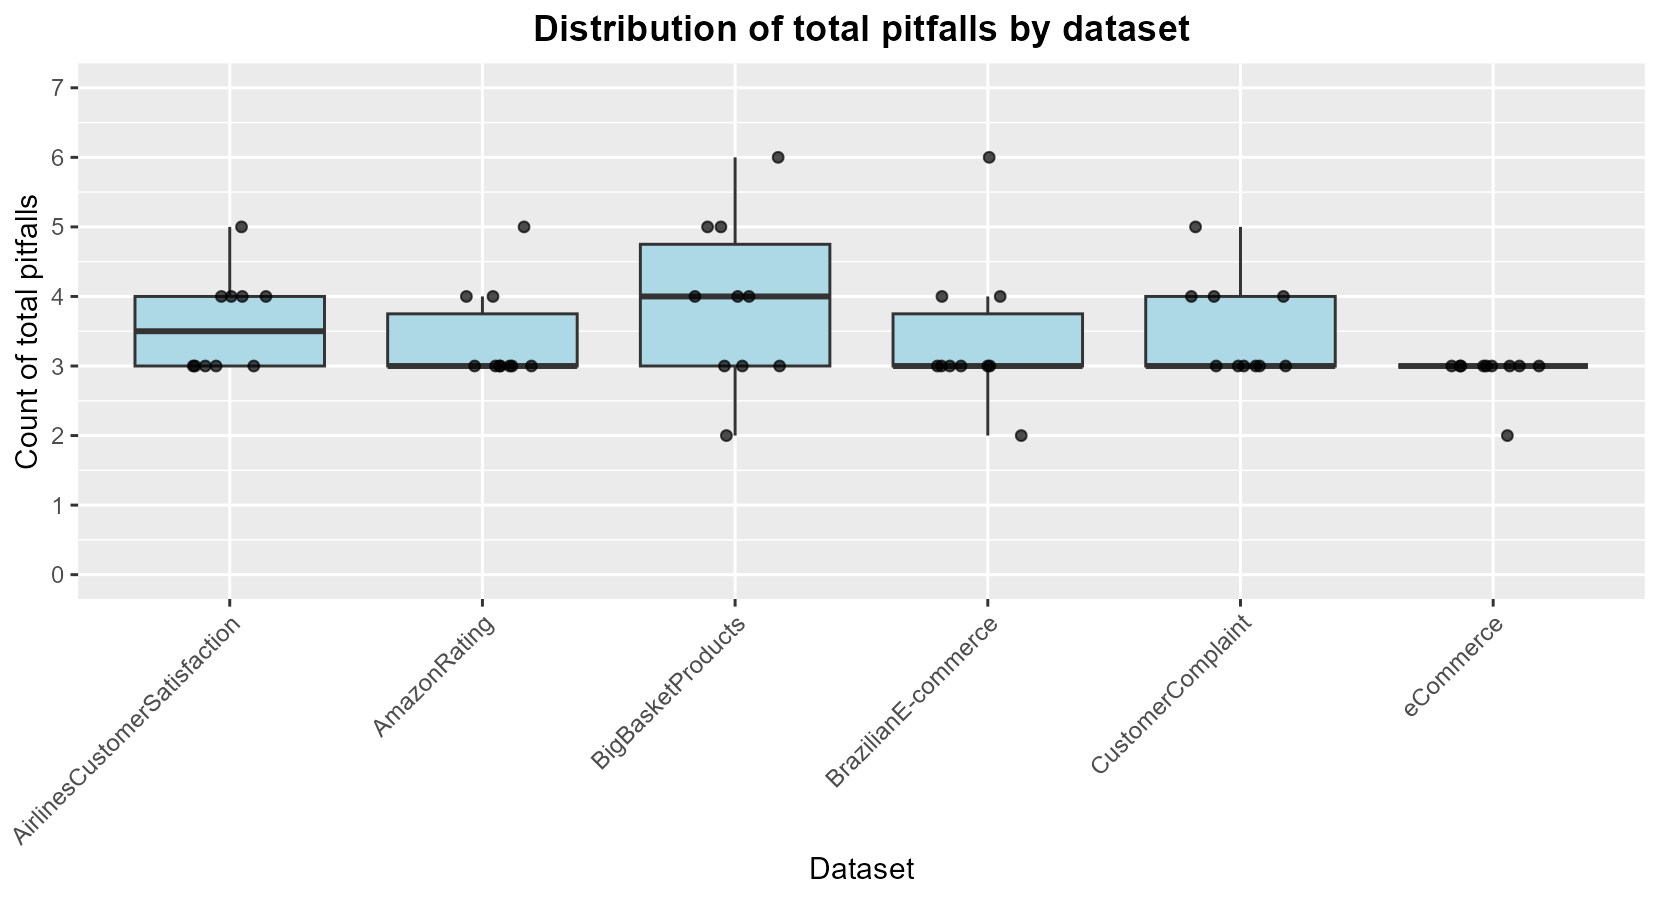 Distribution of total pitfalls by dataset
Count of total pitfalls
7
6
5
4
3
2
1
0
AirlinesCustomerSatisfaction
AmazonRating
BigBasketProducts
BrazilianE-commerce
CustomerComplaint
eCommerce
Dataset